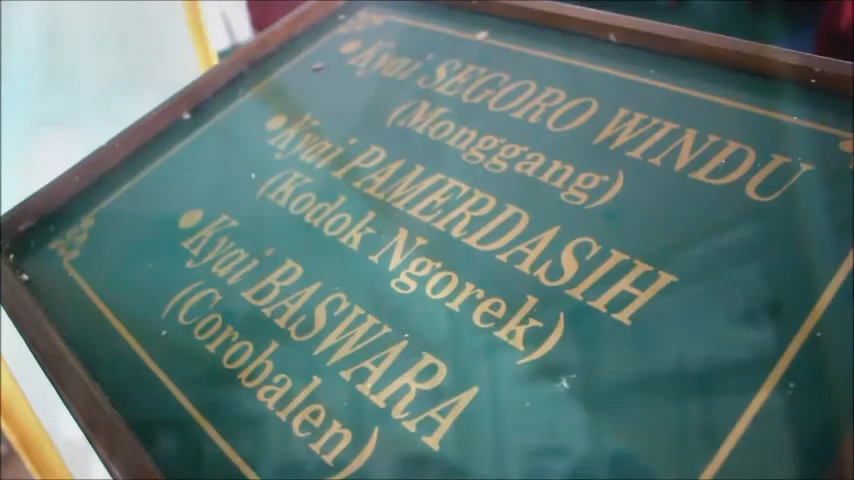 • Kyai SEGORO WINDU
(Monggang)
• Kyai PAMERDASIH
(Kodok Ngorek)
• Kyai BASWARA
(Corobalen)